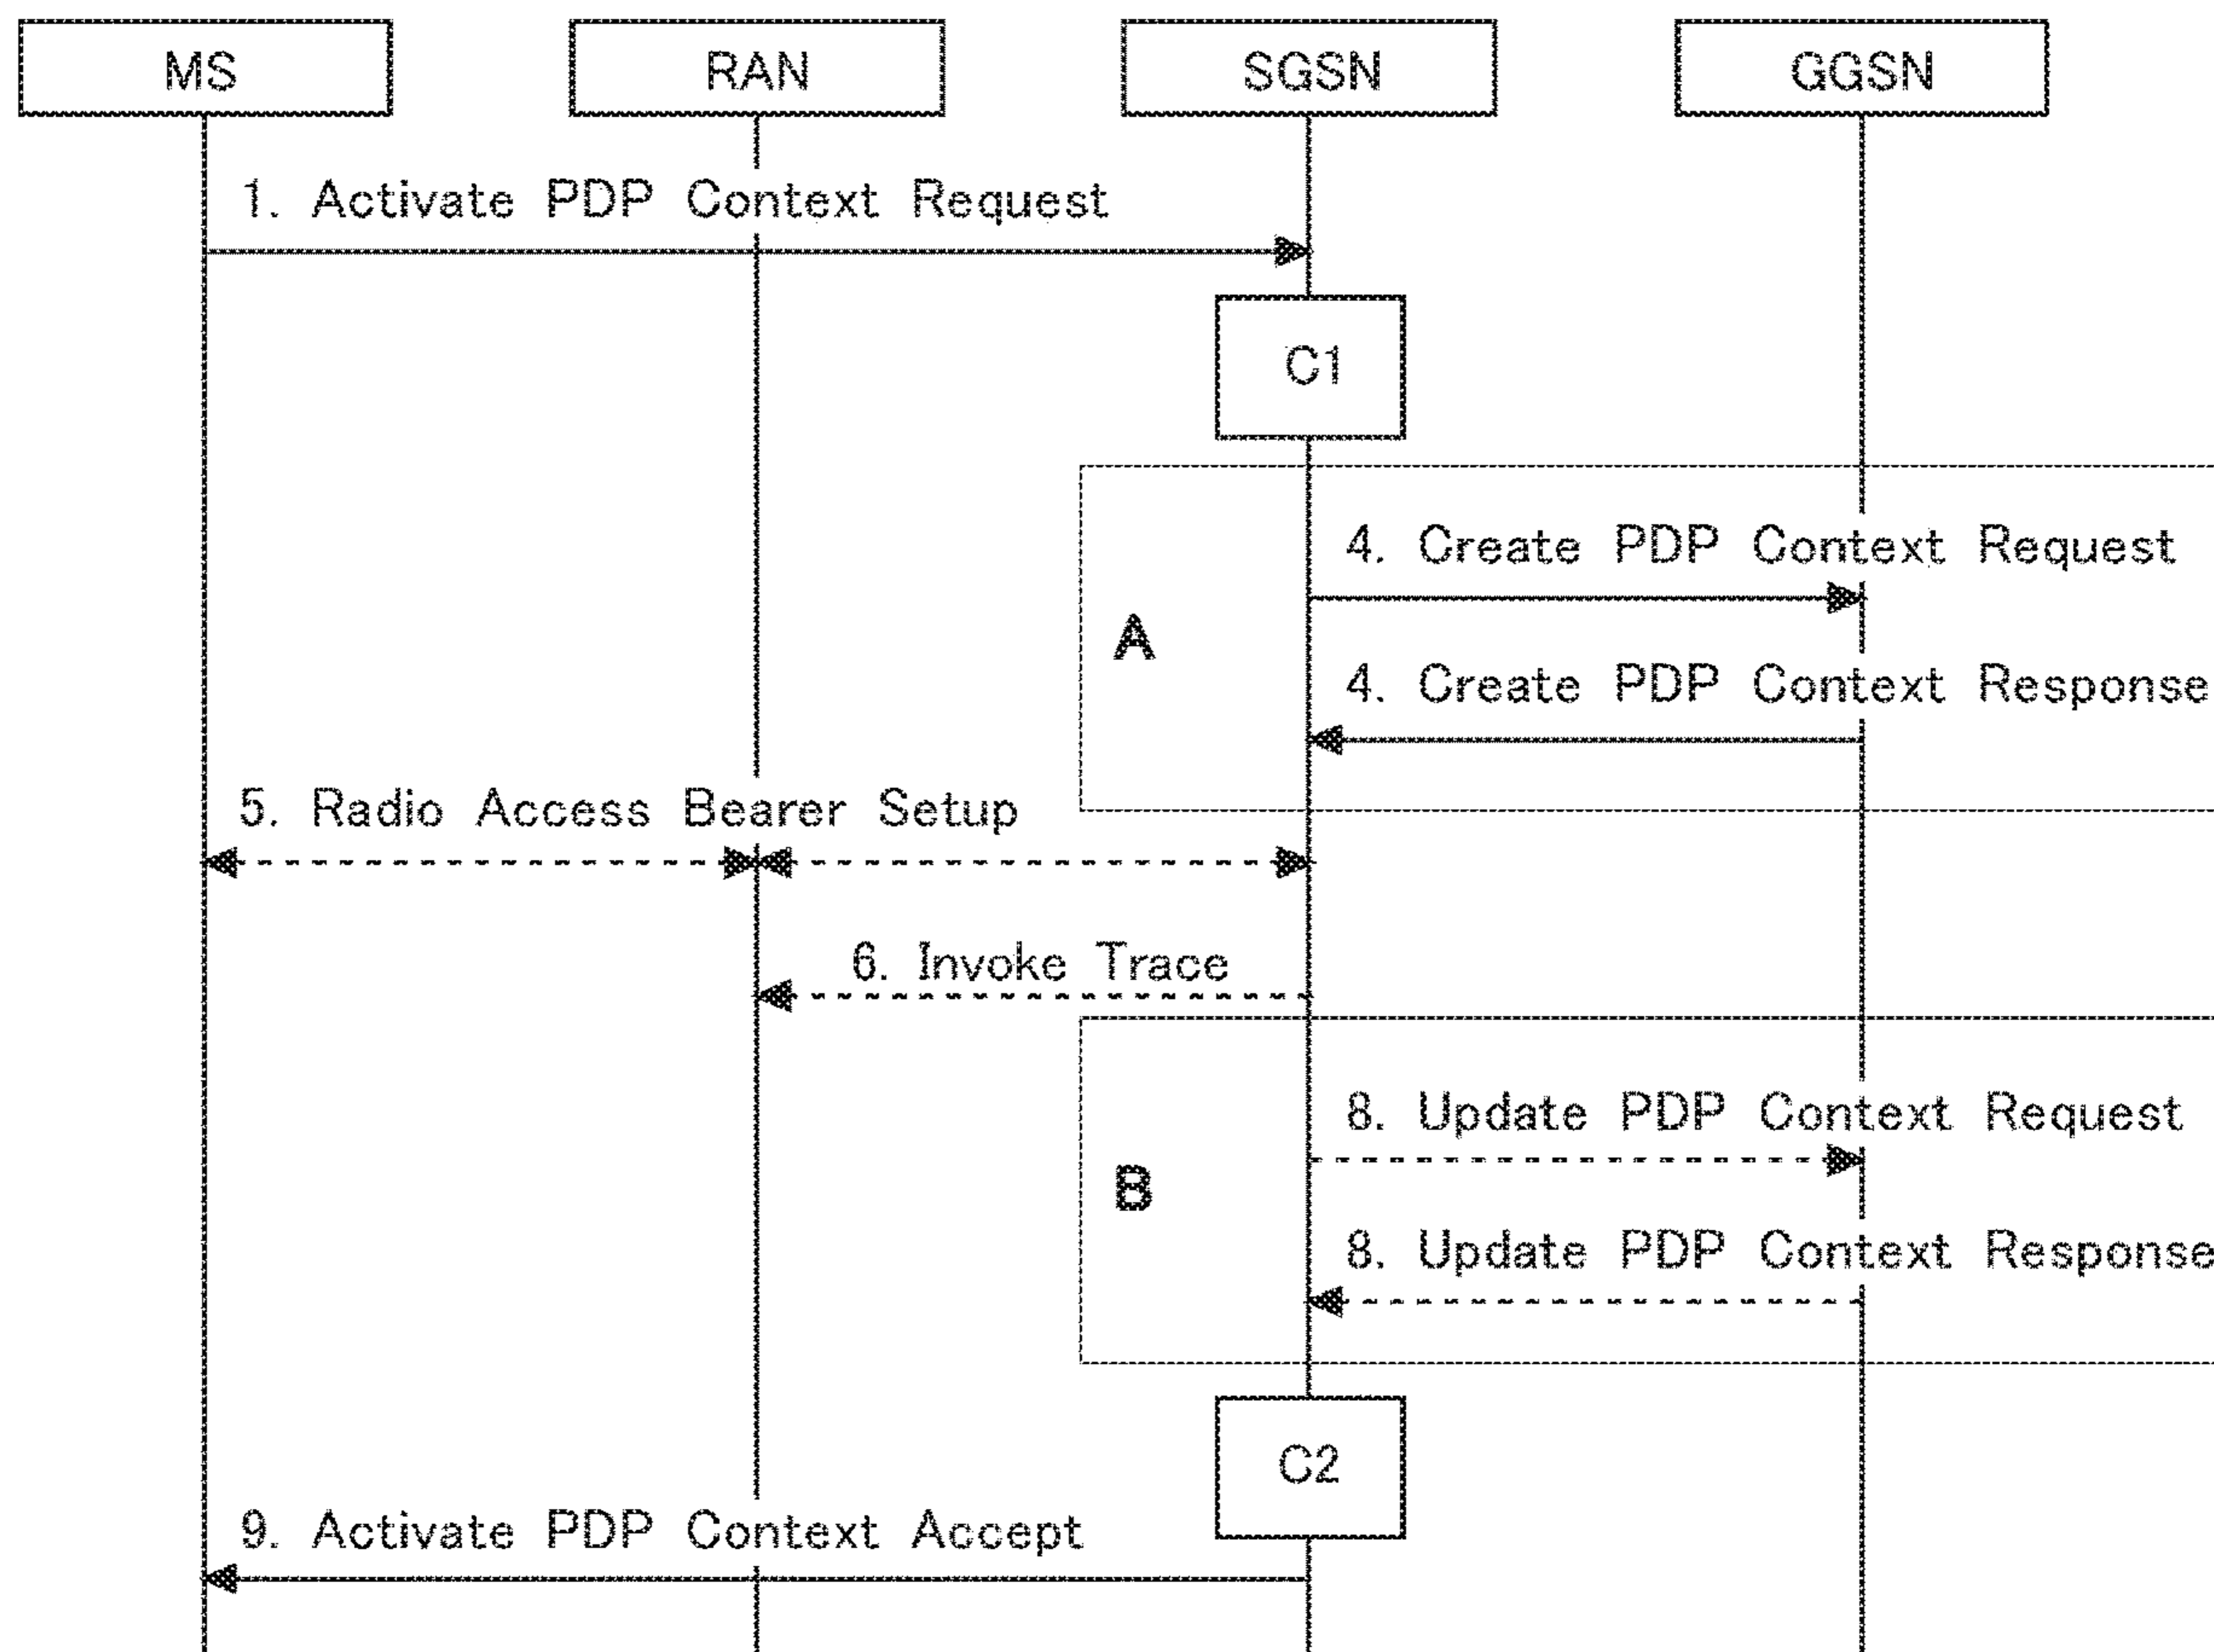 MS
RAN
SGSN
GGSN
1. Activate PDP Context Request
C1
4. Create PDP Context Request
A
4. Create PDP Context Response
5. Radio Access Bearer Setup
6. Invoke Trace
8. Update PDP Context Request
B
8. Update PDP Context Response
C2
9. Activate PDP Context Accept